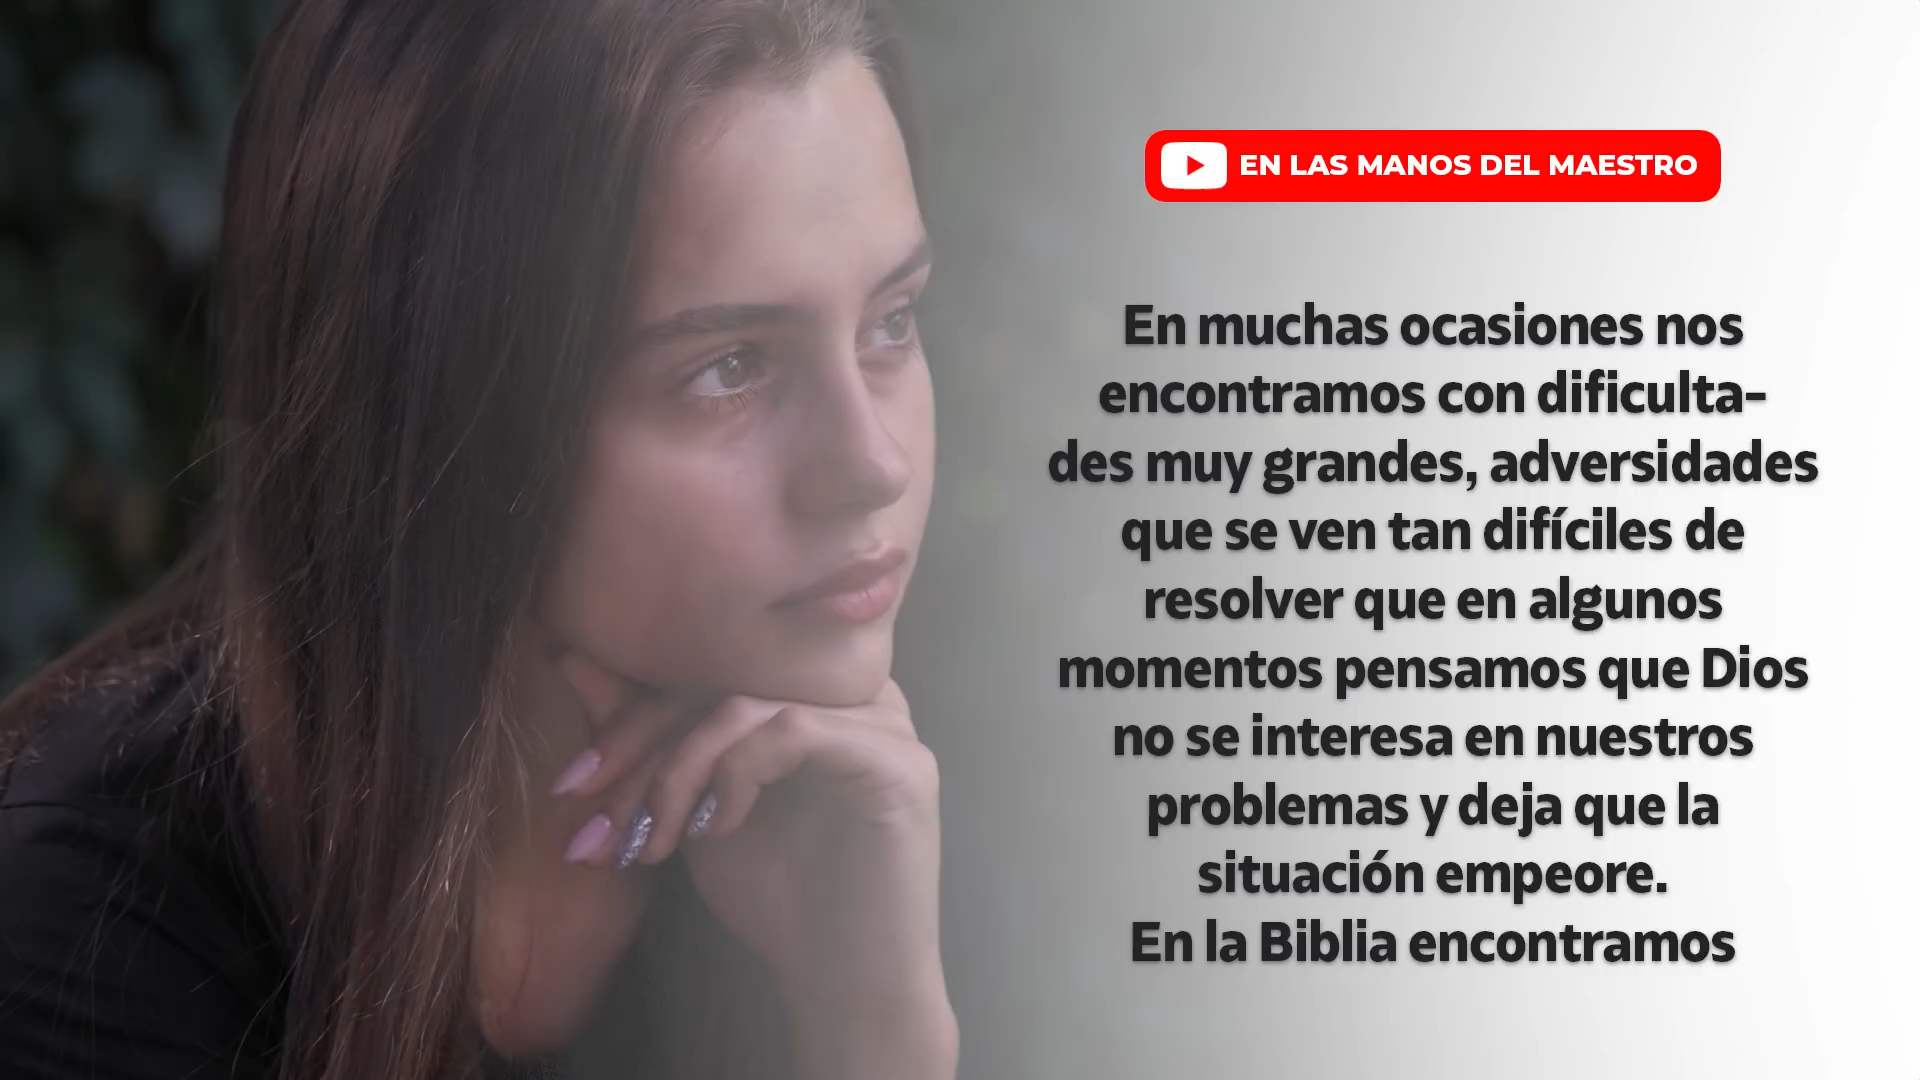 EN LAS MANOS DEL MAESTRO
En muchas ocasiones nos
encontramos con dificulta-
des muy grandes, adversidades
que se ven tan difíciles de
resolver que en algunos
momentos pensamos que Dios
no se interesa en nuestros
problemas y deja que la
situación empeore.
En la Biblia encontramos